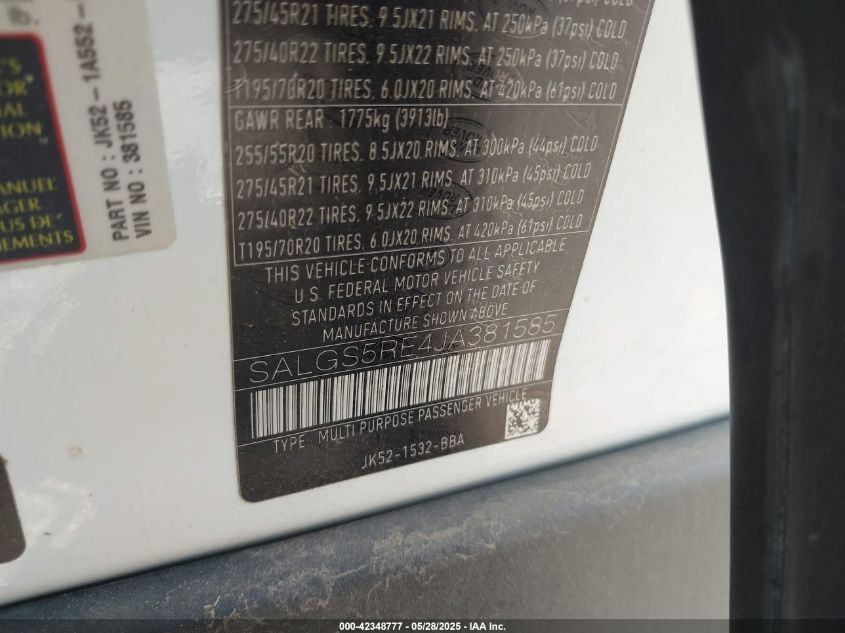 lb.
JK52-1A552-
PART NO :
VIN NO : 381585
MANUEL
275/45R21 TIRES. 9.5JX21 RIMS. AT 250kPa (37psi) COLD
275/40R22 TIRES. 9.5JX22 RIMS. AT 250kPa (37psi) COLD
T195/70R20 TIRES. 6.0JX20 RIMS. AT 420kPa (61psi) COLD
GAWR REAR - 1775kg (3913lb)
255/55R20 TIRES. 8.5JX20 RIMS. AT 300kPa (44psi) COLD
275/45R21 TIRES. 9.5JX21 RIMS. AT 310kPa (45psi) COLD
275/40R22 TIRES. 9.5JX22 RIMS. AT 310kPa (45psi) COLD
T195/70R20 TIRES. 6.0JX20 RIMS. AT 420kPa (61psi) COLD
THIS VEHICLE CONFORMS TO ALL APPLICABLE
U.S. FEDERAL MOTOR VEHICLE SAFETY
STANDARDS IN EFFECT ON THE DATE OF
MANUFACTURE SHOWN ABOVE
SALGS5RE4JA381585
TYPE MULTI PURPOSE PASSENGER VEHICLE
JK52-1532-BBA
000-42348777 - 05/28/2025 - IAA Inc.